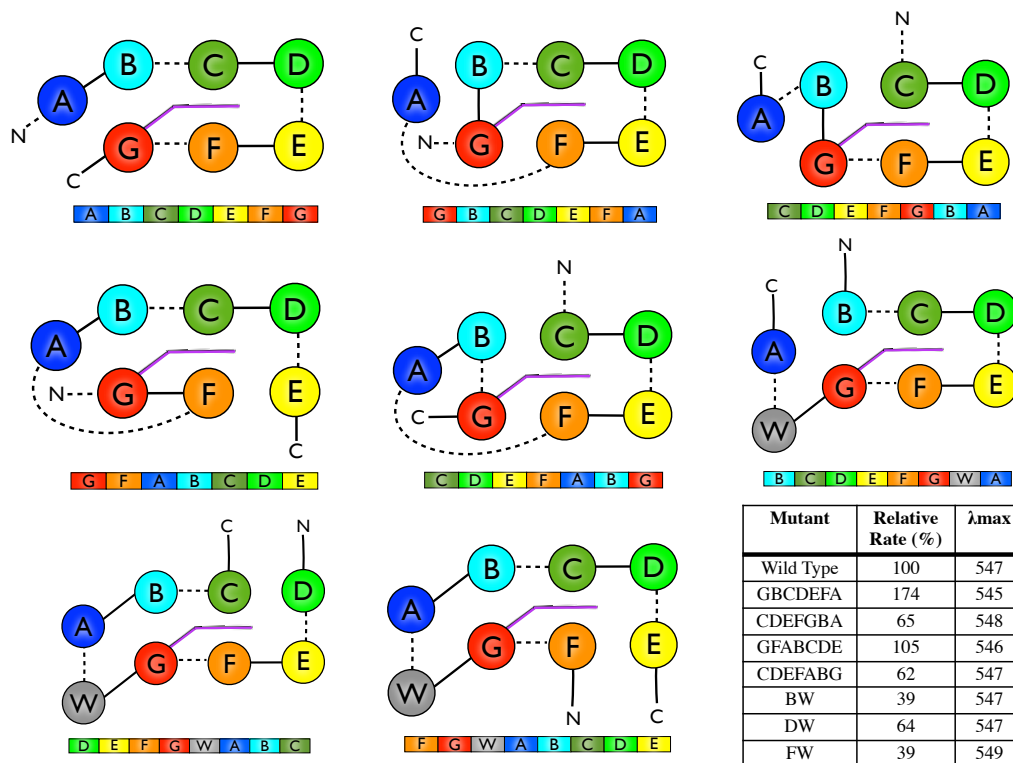 B C D
A
N
G F E
C
A B C D E F G
C
B C D
A
N G F E
G B C D E F A
N
C
B C D
A
G F E
C D E F G B A
B C D
A
N G F E
C
G F A B C D E
N
B C D
A
C G F E
C D E F A B G
N
C
B C D
A
G F E
W
B C D E F G W A
C N
B C D
A
G F E
W
D E F G W A B C
B C D
A
G F E
W
N C
F G W A B C D E
Mutant Relative Rate (%) λmax
Wild Type 100 547
GBCDEFA 174 545
CDEFGBA 65 548
GFABCDE 105 546
CDEFABG 62 547
BW 39 547
DW 64 547
FW 39 549